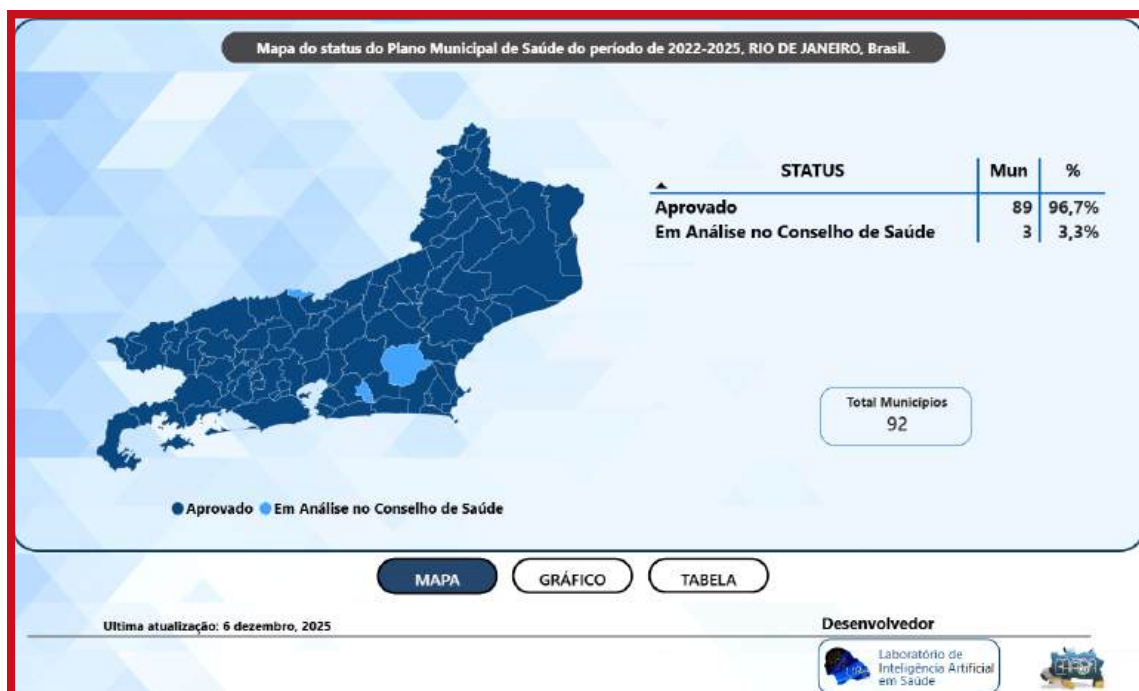 Mapa do status do Plano Municipal de Saúde do período de 2022-2025, RIO DE JANEIRO, Brasil.
STATUS Mun %
Aprovado 89 96,7%
Em Análise no Conselho de Saúde 3 3,3%
Total Municípios
92
Aprovado Em Análise no Conselho de Saúde
MAPA GRÁFICO TABELA
Ultima atualização: 6 dezembro, 2025
Desenvolvedor
Laboratório de
Inteligência Artificial
em Saúde